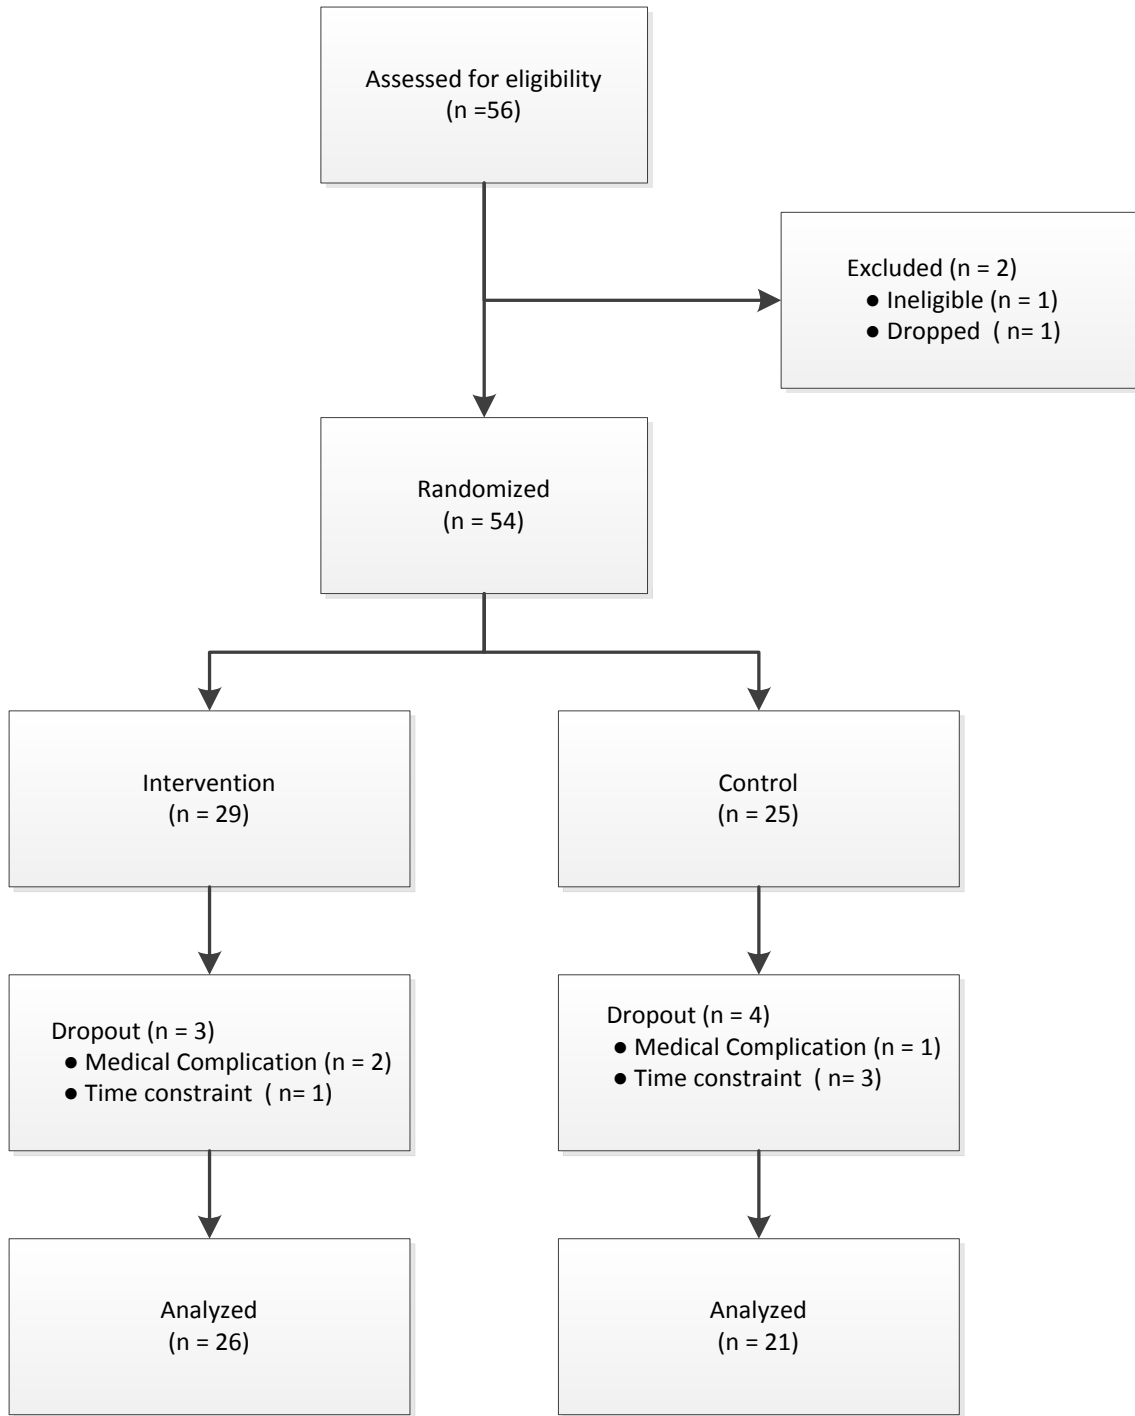 Assessed for eligibility
(n =56)
Excluded (n = 2)
● Ineligible (n = 1)
● Dropped  ( n= 1)
Randomized
(n = 54)
Intervention
(n = 29)
Control
(n = 25)
Dropout (n = 3)
● Medical Complication (n = 2)
● Time constraint  ( n= 1)
Dropout (n = 4)
● Medical Complication (n = 1)
● Time constraint  ( n= 3)
Analyzed
(n = 26)
Analyzed
(n = 21)